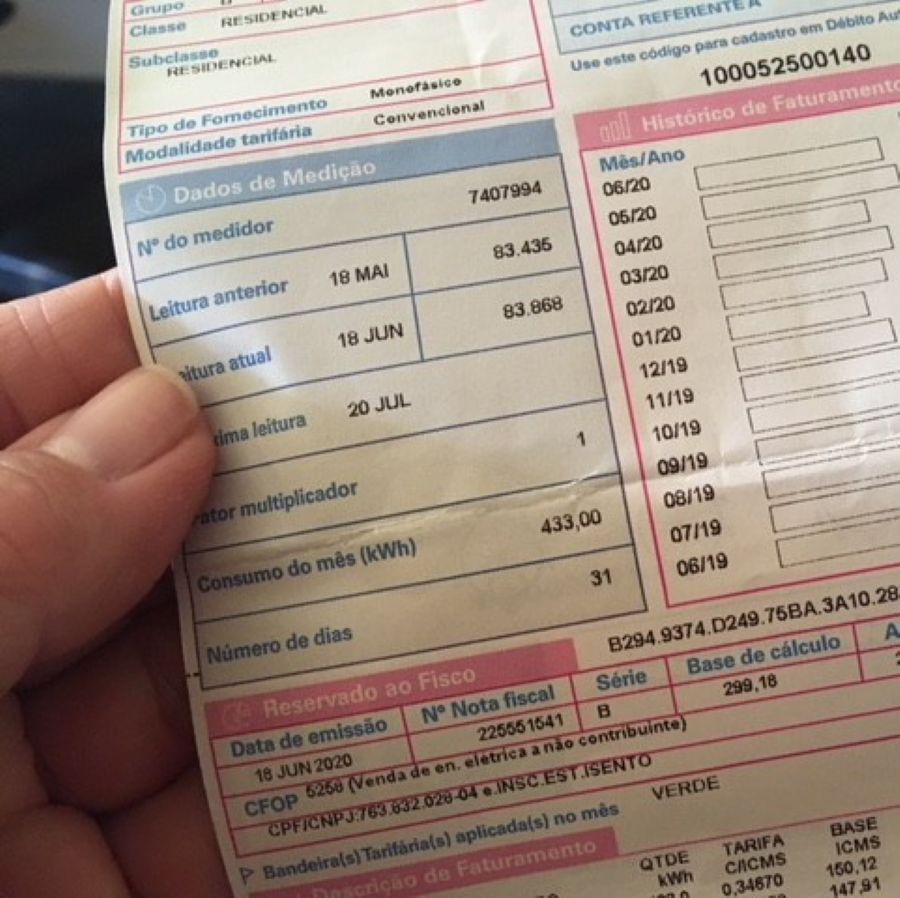 Grupo
Classe RESIDENCIAL
Subclasse
RESIDENCIAL
Tipo de Fornecimento Monofásico
Modalidade tarifária Convencional
CONTA REFERENTE A
Use este código para cadastro em Débito
100052500140
Dados de Medição
Nº do medidor 7407994
Leitura anterior 18 MAI 83.435
eitura atual 18 JUN 83.868
ima leitura 20 JUL
ator multiplicador 1
Consumo do mês (kWh) 433,00
Número de dias 31
Histórico de Faturamento
Mês/Ano
06/20
05/20
04/20
03/20
02/20
01/20
12/19
11/19
10/19
09/19
08/19
07/19
06/19
B294.9374.D249.75BA.3A10.28
Reservado ao Fisco
Data de emissão Nº Nota fiscal Série Base de cálculo
18 JUN 2020 225551541 B 299,18
CFOP 5258 (Venda de en. elétrica a não contribuinte)
CPF/CNPJ:763.832.028-04 e.INSC.EST.ISENTO
Bandeira(s) Tarifária(s) aplicada(s) no mês VERDE
Descrição de Faturamento
QTDE TARIFA BASE
kWh C/ICMS ICMS
0,34670 150,12
147,91